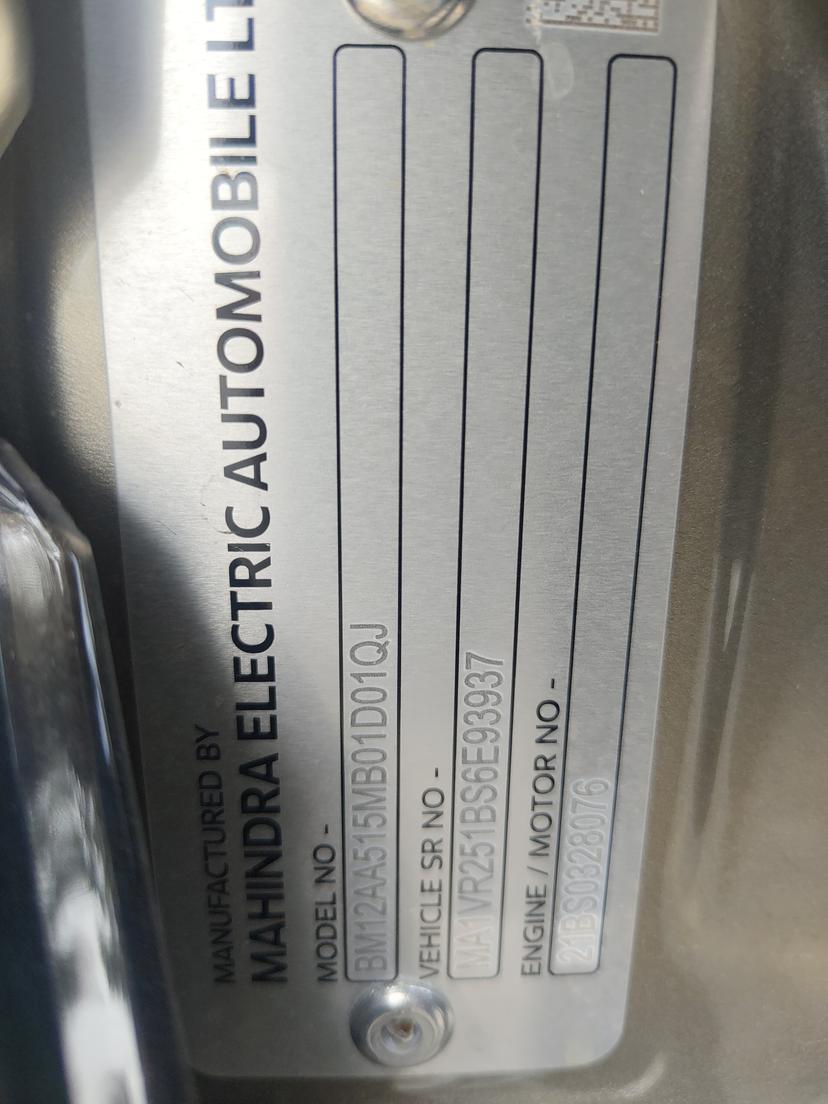 MANUFACTURED BY
MAHINDRA ELECTRIC AUTOMOBILE LT
MODEL NO -
BM12AA515MB01D01QJ
VEHICLE SR NO -
MA1VR251BS6E93937
ENGINE / MOTOR NO -
21BS0328076